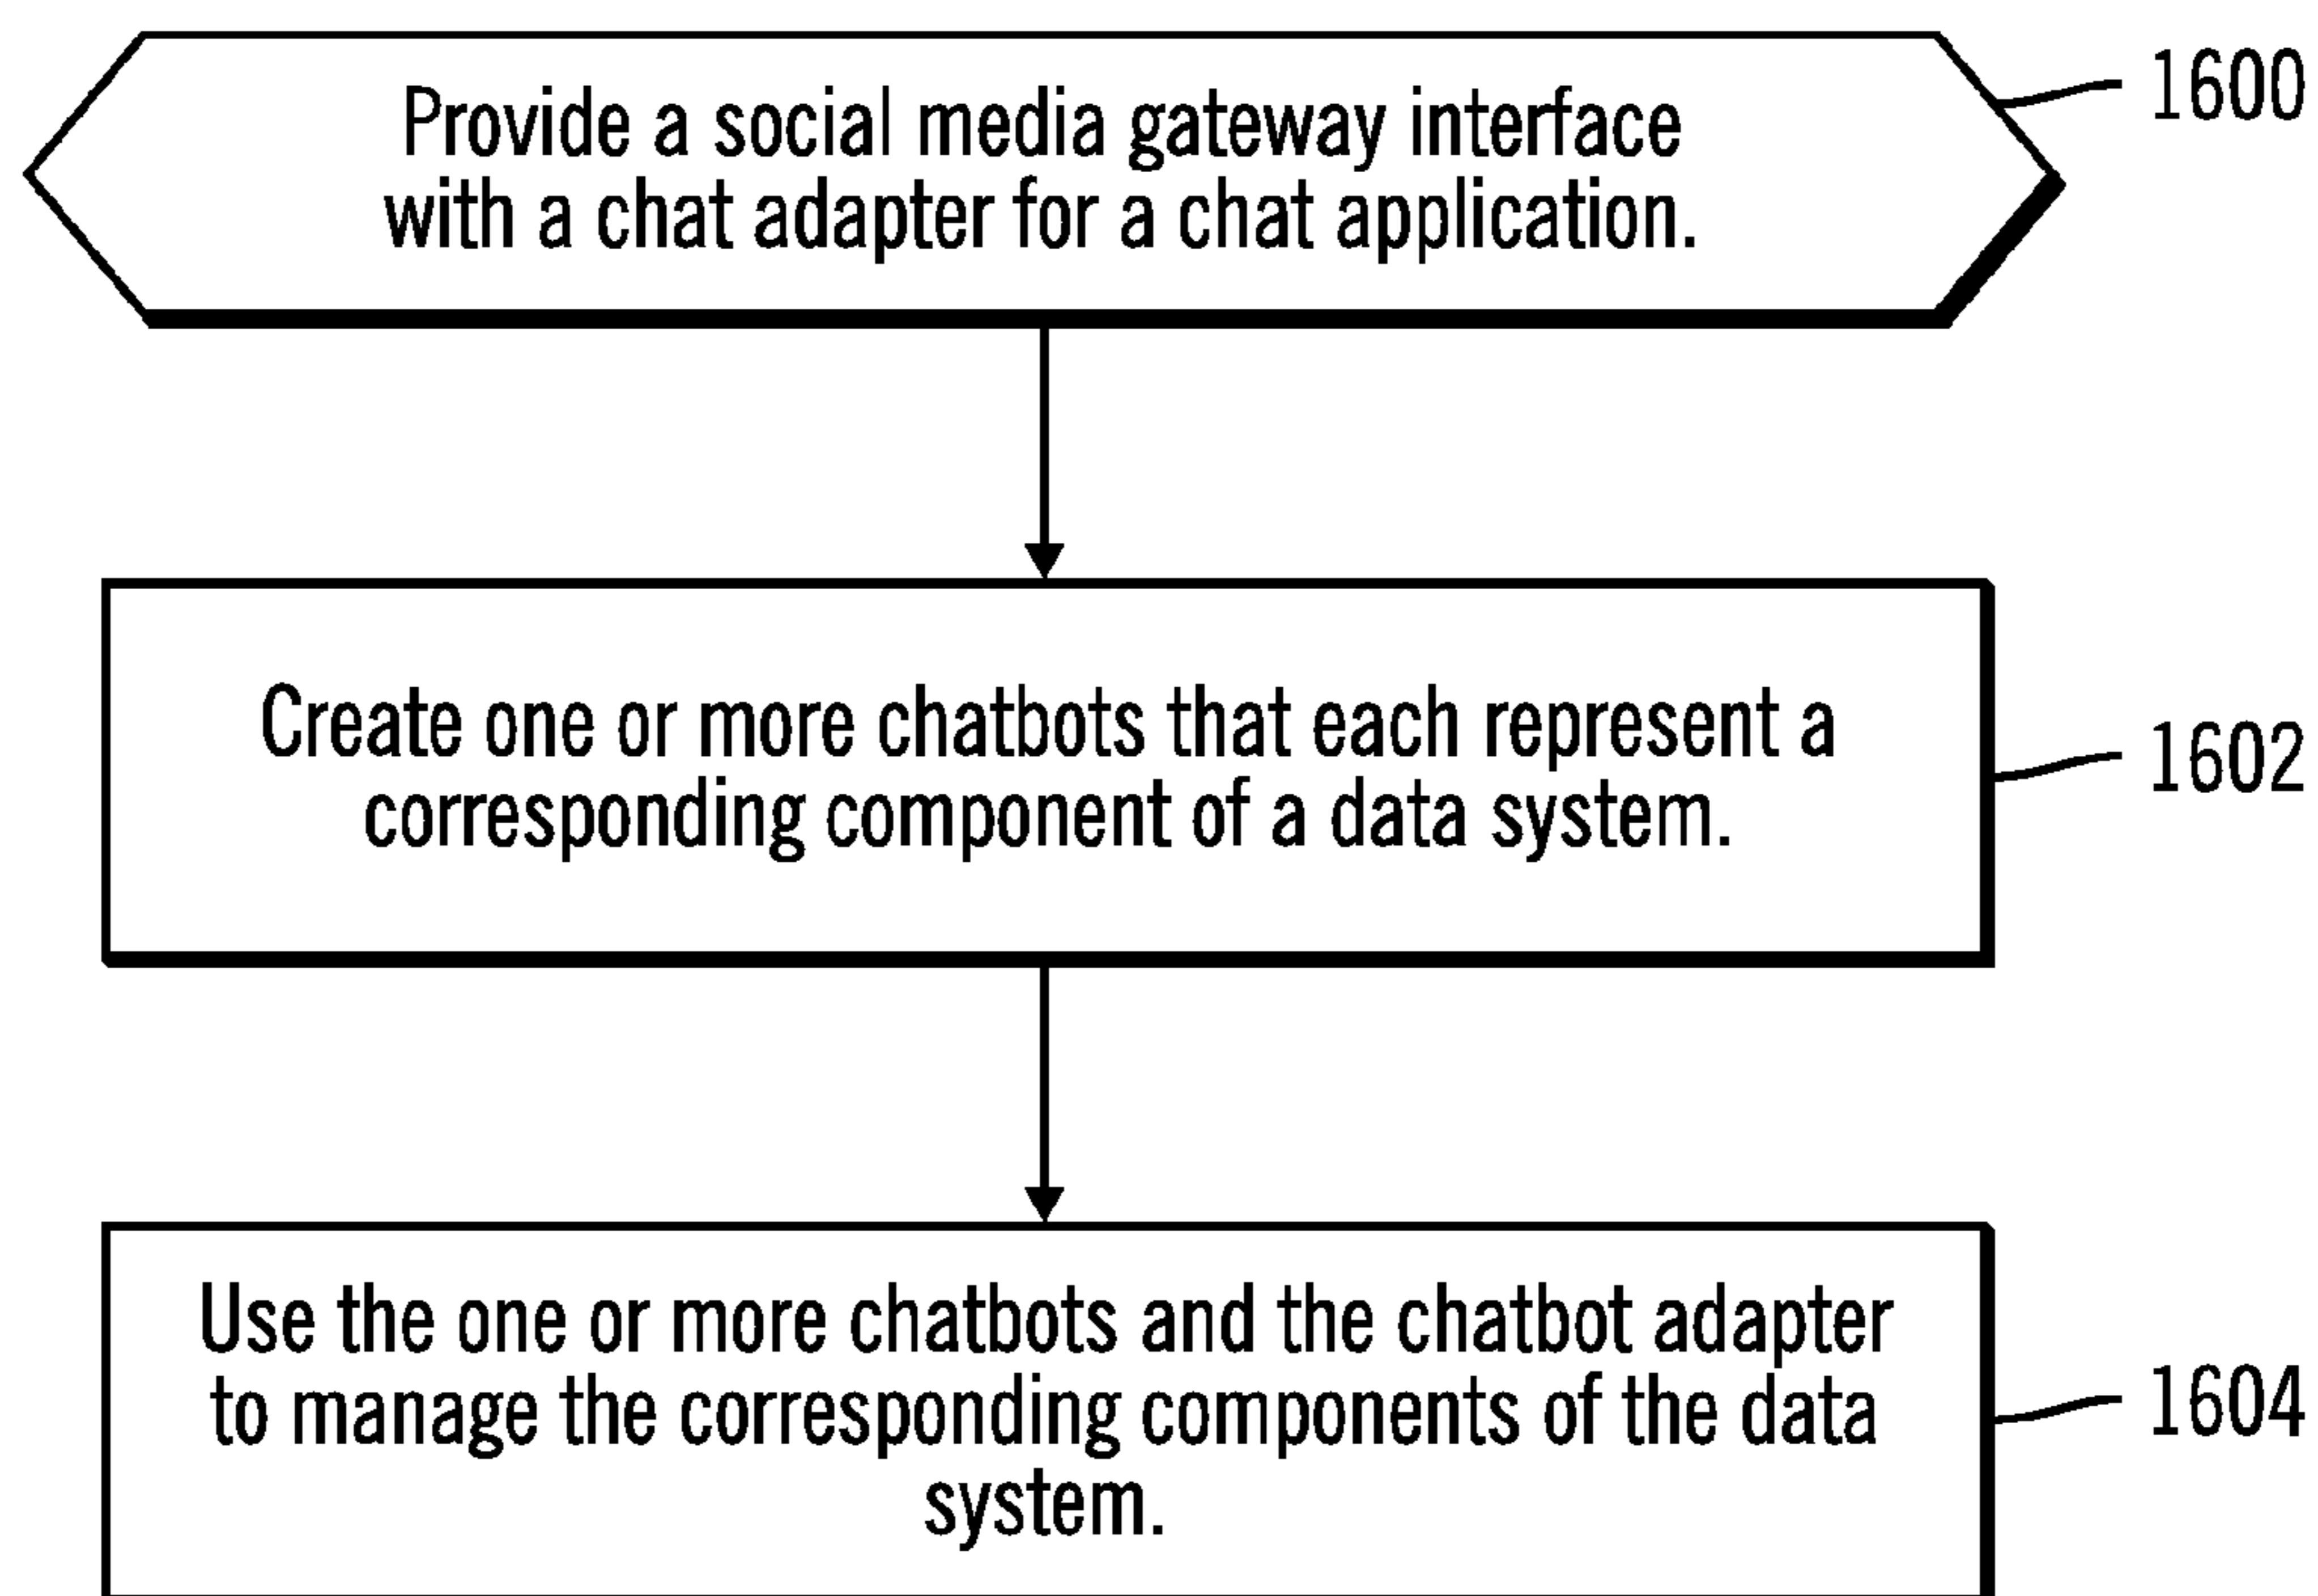 Provide a social media gateway interface
with a chat adapter for a chat application.
1600
Create one or more chatbots that each represent a
corresponding component of a data system.
1602
Use the one or more chatbots and the chatbot adapter
to manage the corresponding components of the data
system.
1604